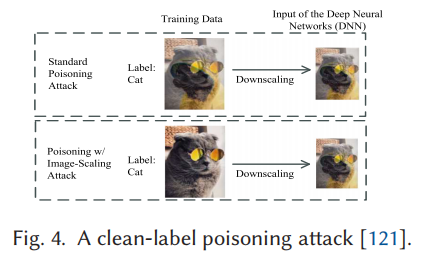 Training Data
Input of the Deep Neural
Networks (DNN)
Standard
Poisoning
Attack
Label:
Cat
Downscaling
Poisoning w/
Image-Scaling
Attack
Label:
Cat
Downscaling
Fig. 4. A clean-label poisoning attack [121].